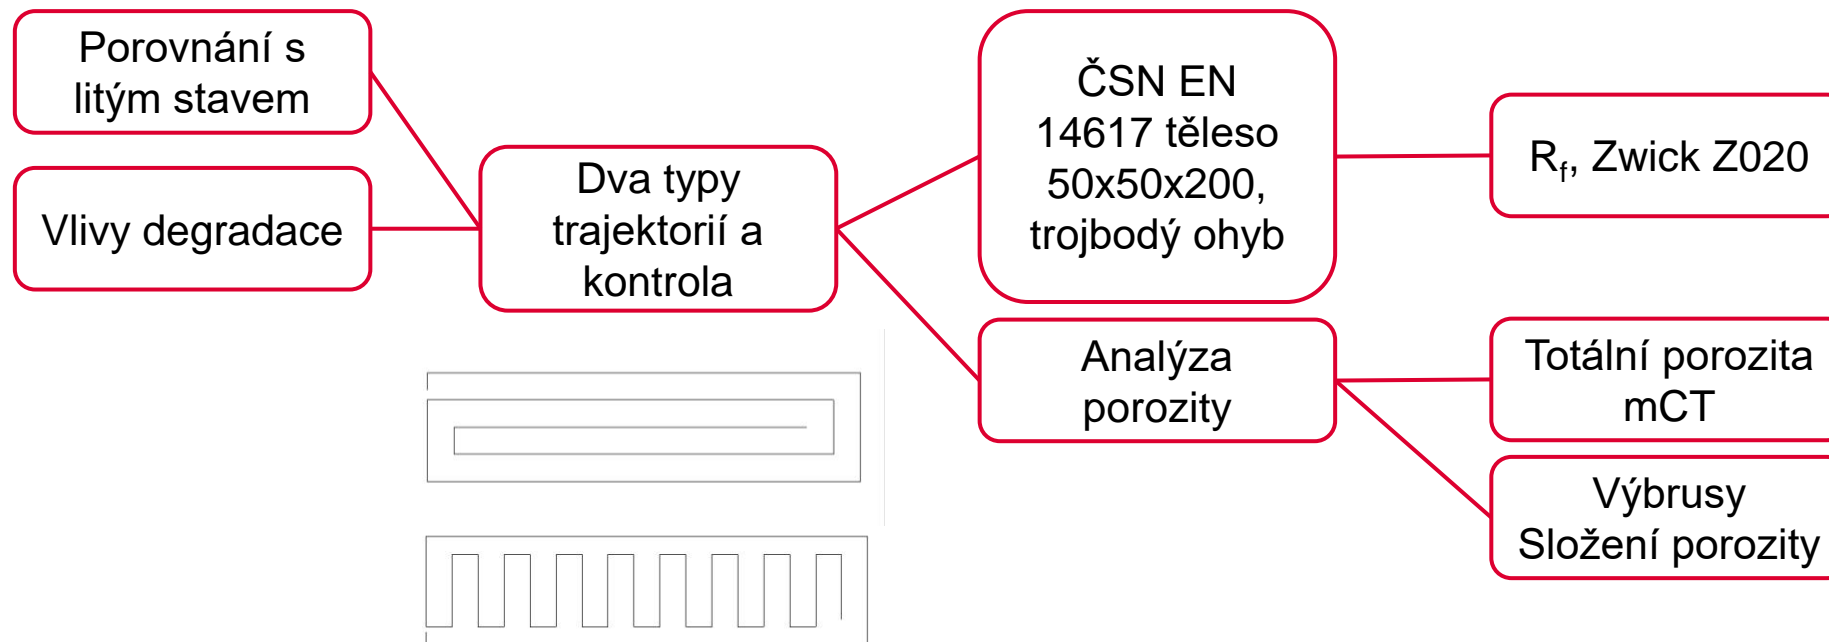 Porovnání s
litým stavem
Vlivy degradace
Dva typy
trajektorií a
kontrola
ČSN EN
14617 těleso
50x50x200,
trojbodý ohyb
Analýza
porozity
R_f, Zwick Z020
Totální porozita
mCT
Výbrusy
Složení porozity